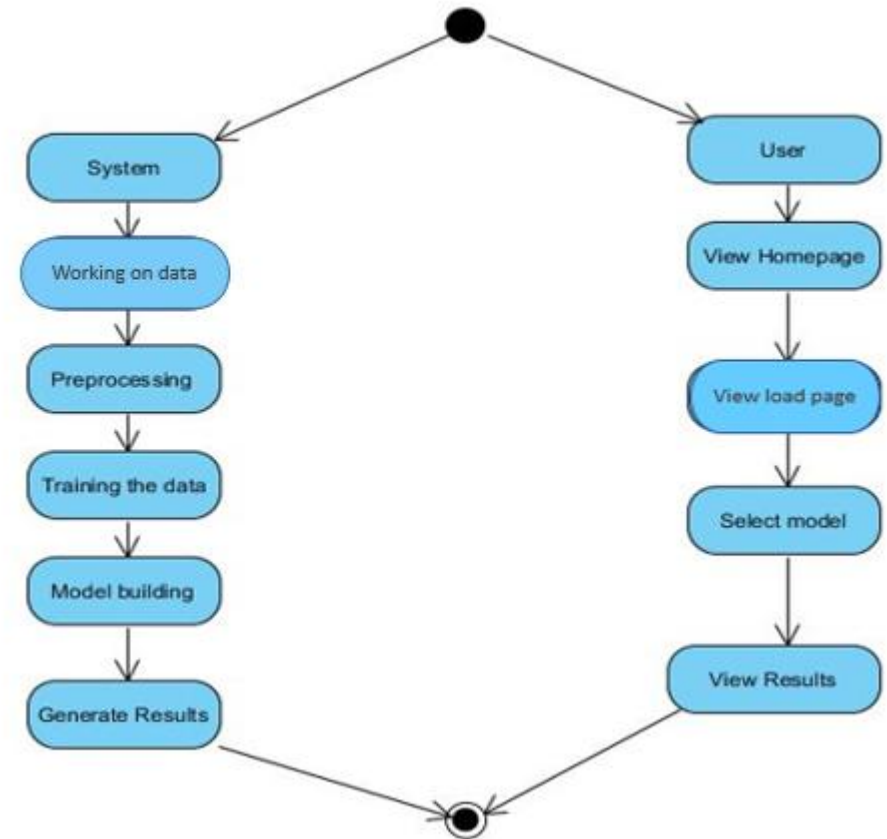 System
Working on data
Preprocessing
Training the data
Model building
Generate Results
User
View Homepage
View load page
Select model
View Results